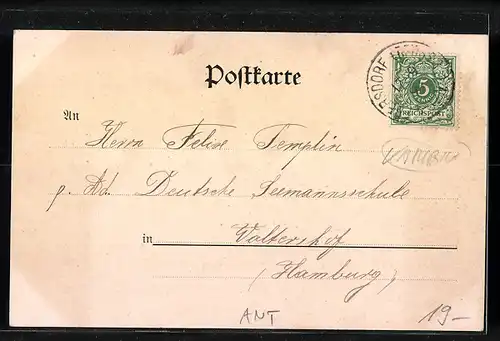 Postkarte
5
REICHSPOST
An
Herrn Felix Templin
p. Ad. Deutsche Seemannsschule
in Waltershof
(Hamburg)
ANT
19-